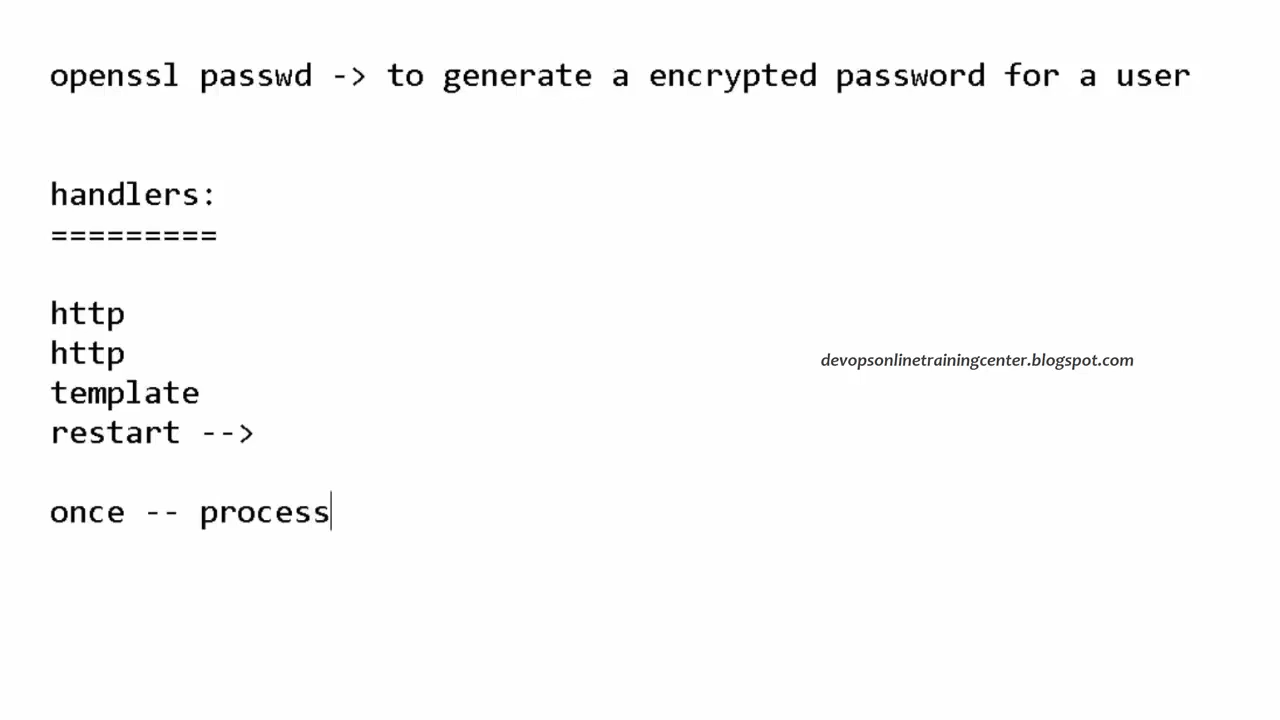 openssl passwd -> to generate a encrypted password for a user
handlers:
=========
http
http
devopsonlinetrainingcenter.blogspot.com
template
restart -->
once -- process